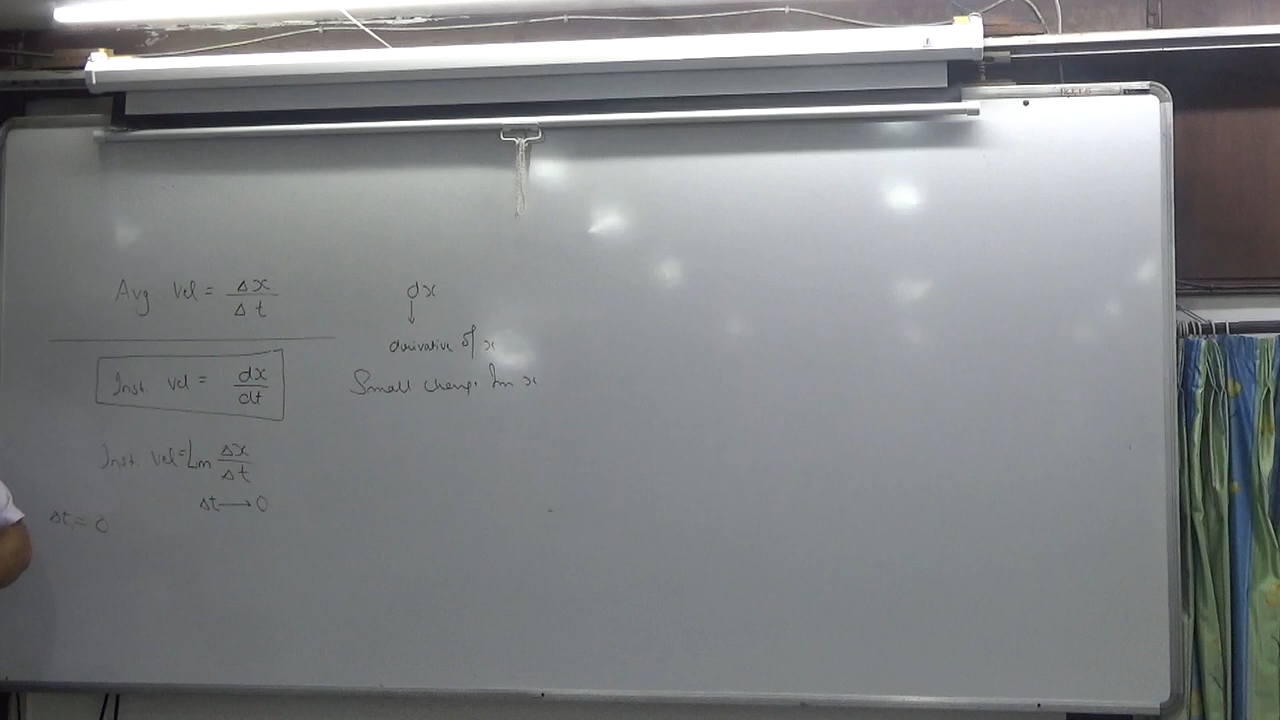 Avg Vel = Δx / Δt
Inst. Vel = dx / dt
Inst. Vel = Lim Δx / Δt
Δt → 0
Δt = 0
dx
↓
derivative of x
Small change In x